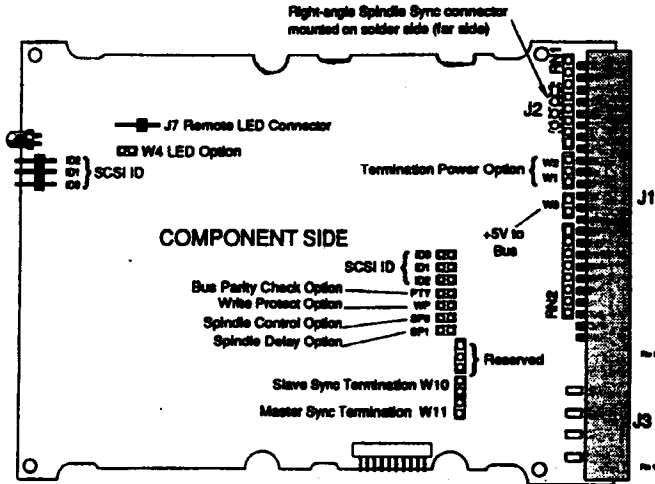 Right-angle Spindle Sync connector
mounted on solder side (far side)
RN1
J2
J7 Remote LED Connector
W4 LED Option
ID2
ID1
ID0
SCSI ID
Termination Power Option
W2
W1
W3
J1
+5V to
Bus
COMPONENT SIDE
SCSI ID
ID0
ID1
ID2
Bus Parity Check Option
PTY
Write Protect Option
WP
Spindle Control Option
SP0
Spindle Delay Option
SP1
RN2
Reserved
Slave Sync Termination W10
Master Sync Termination W11
J3